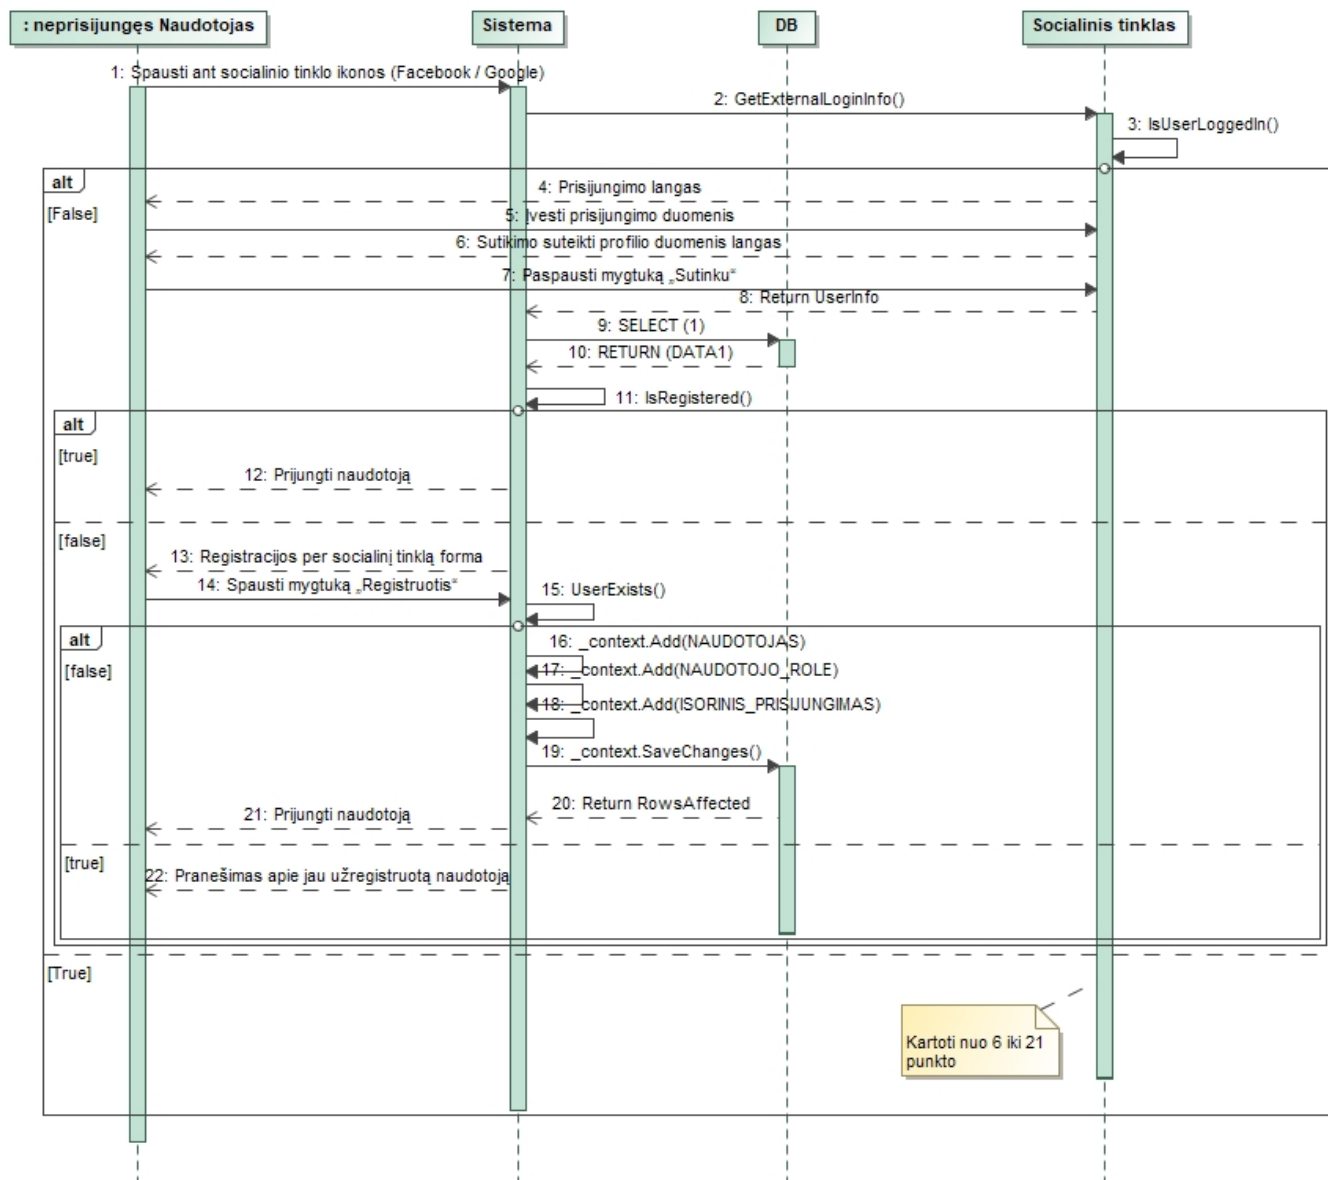 : neprisijungęs Naudotojas
Sistema
DB
Socialinis tinklas
1: Spausti ant socialinio tinklo ikonos (Facebook / Google)
2: GetExternalLoginInfo()
3: IsUserLoggedIn()
alt
[False]
4: Prisijungimo langas
5: Įvesti prisijungimo duomenis
6: Sutikimo suteikti profilio duomenis langas
7: Paspausti mygtuką „Sutinku“
8: Return UserInfo
9: SELECT (1)
10: RETURN (DATA1)
11: IsRegistered()
alt
[true]
12: Prijungti naudotoją
[false]
13: Registracijos per socialinį tinklą forma
14: Spausti mygtuką „Registruotis“
15: UserExists()
alt
[false]
16: _context.Add(NAUDOTOJAS)
17: _context.Add(NAUDOTOJO_ROLE)
18: _context.Add(ISORINIS_PRISIJUNGIMAS)
19: _context.SaveChanges()
20: Return RowsAffected
21: Prijungti naudotoją
[true]
22: Pranešimas apie jau užregistruotą naudotoją
[True]
Kartoti nuo 6 iki 21
punkto